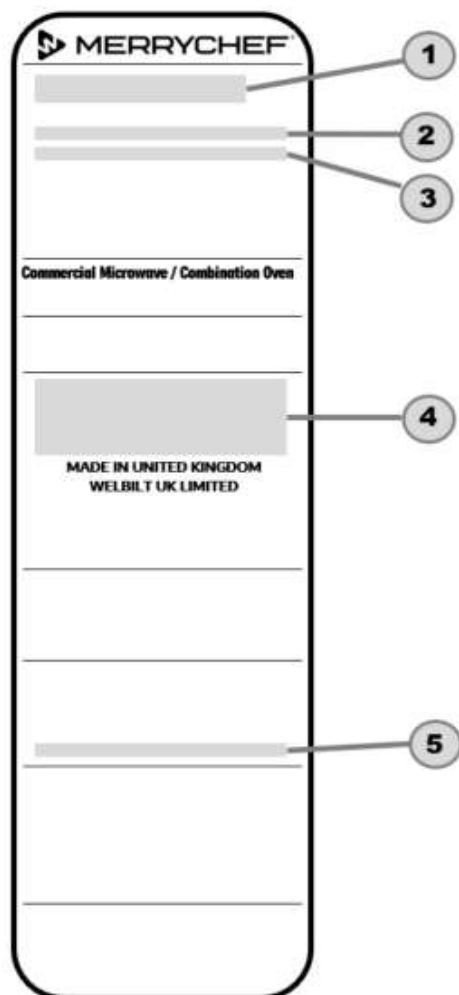 MERRYCHEF
1
2
3
Commercial Microwave / Combination Oven
4
MADE IN UNITED KINGDOM
WELBILT UK LIMITED
5